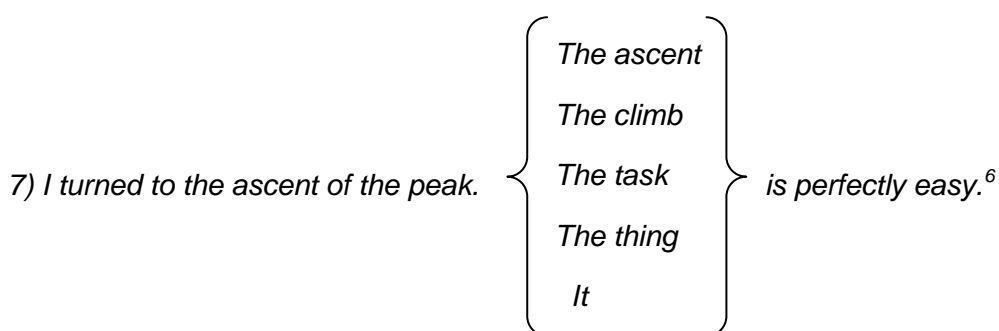 The ascent
The climb
7) I turned to the ascent of the peak. The task is perfectly easy.⁶
The thing
It